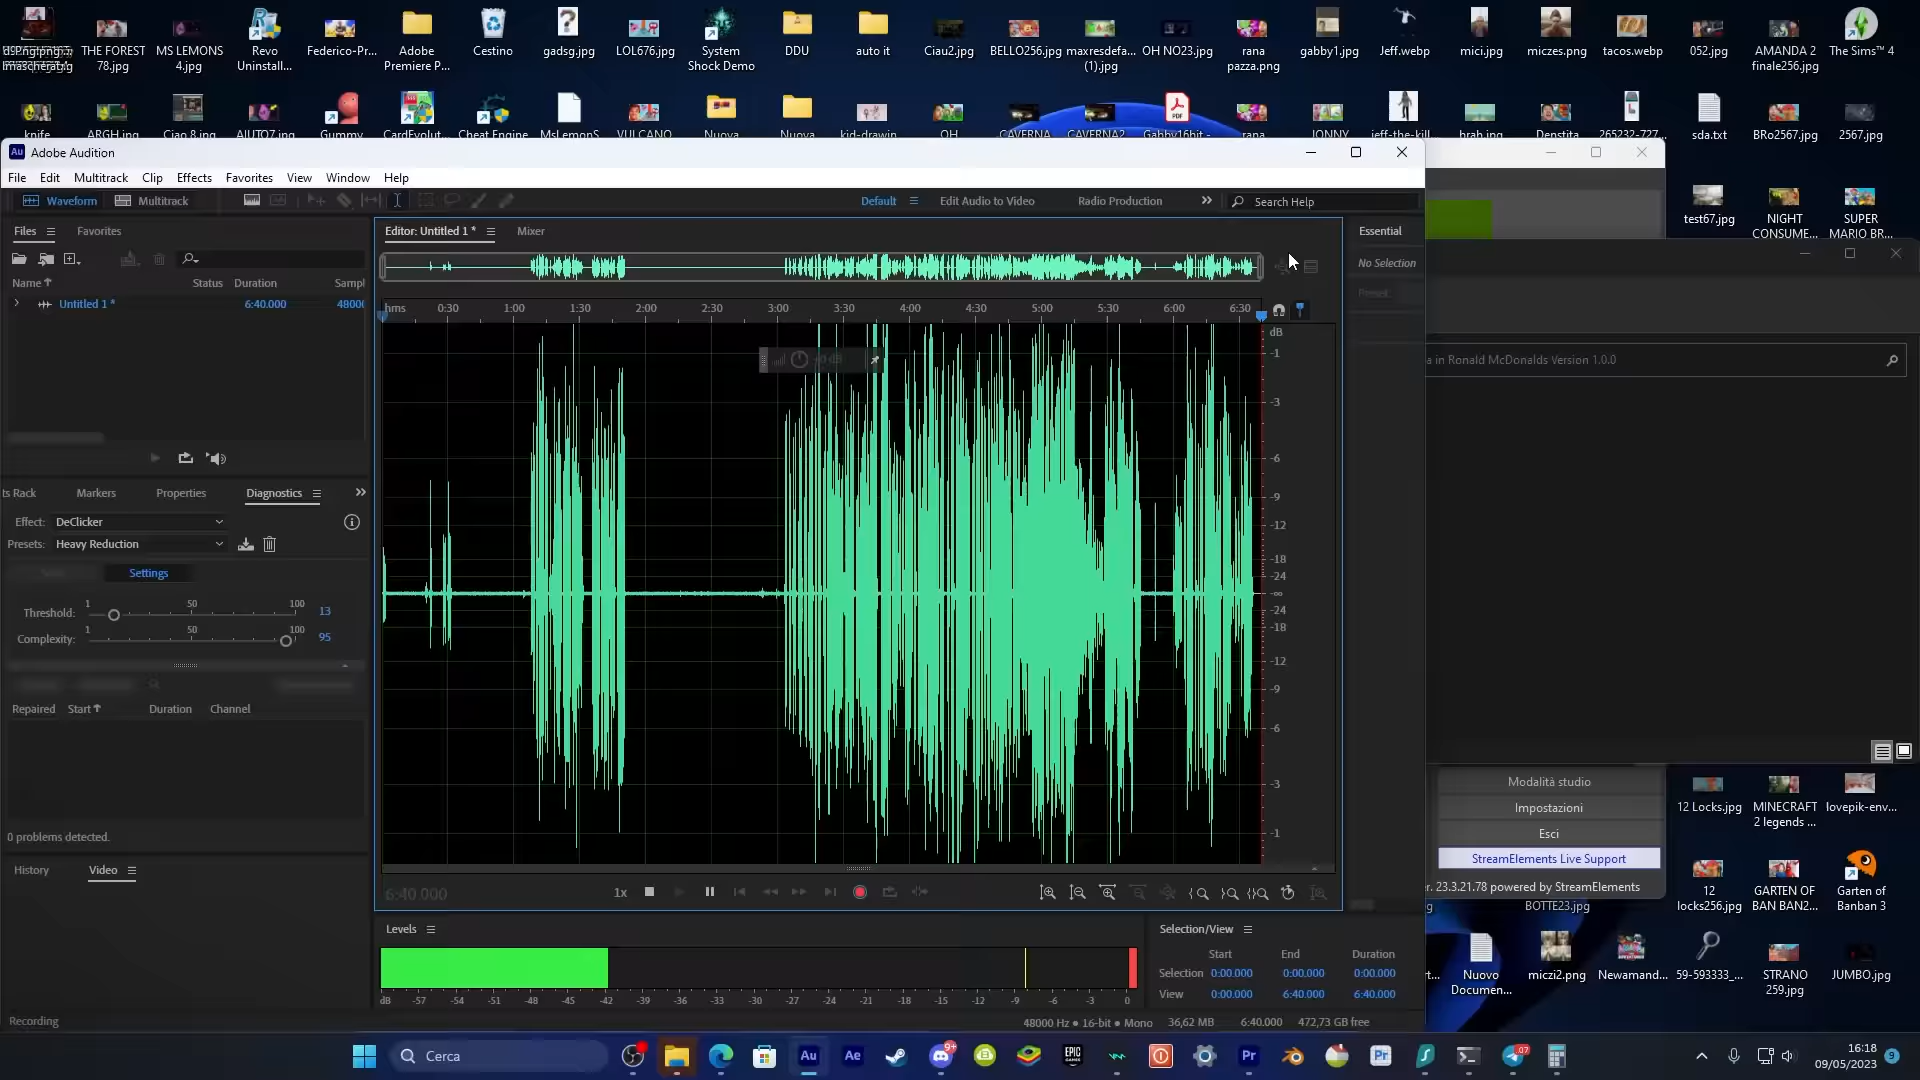 THE FOREST 78.jpg
MS LEMONS 4.jpg
Revo Uninstall...
Federico-Pr...
Adobe Premiere P...
Cestino
gadsg.jpg
LOL676.jpg
System Shock Demo
DDU
auto it
Ciau2.jpg
BELLO256.jpg
maxresdefa... (1).jpg
OH NO23.jpg
rana pazza.png
gabby1.jpg
Jeff.webp
mici.jpg
miczes.png
tacos.webp
052.jpg
AMANDA 2 finale256.jpg
The Sims™ 4
knife
ARGH.jpg
Ciao 8.jpg
AIUTO7.jpg
Gummy
CardEvolut...
Cheat Engine
MsLemonS
VULCANO
Nuova
Nuova
kid-drawin
OH
CAVERNA
CAVERNA2
Gabby16bit -
rana
JONNY
jeff-the-kill
brah.jpg
Dentista
265232-727...
sda.txt
BRo2567.jpg
2567.jpg
Au Adobe Audition
File Edit Multitrack Clip Effects Favorites View Window Help
Waveform Multitrack
Default Edit Audio to Video Radio Production Search Help
test67.jpg
NIGHT CONSUME...
SUPER MARIO BR...
Files Favorites
Editor: Untitled 1 * Mixer
Essential
No Selection
Preset:
Name Status Duration Sampl
Untitled 1 * 6:40.000 48000
hms 0:30 1:00 1:30 2:00 2:30 3:00 3:30 4:00 4:30 5:00 5:30 6:00 6:30
dB
-1
-3
-6
-9
-12
-18
-24
-∞
-24
-18
-12
-9
-6
-3
-1
+0 dB
a in Ronald McDonalds Version 1.0.0
ts Rack Markers Properties Diagnostics
Effect: DeClicker
Presets: Heavy Reduction
Settings
1 50 100
Threshold: 13
1 50 100
Complexity: 95
Repaired Start Duration Channel
0 problems detected.
History Video
6:40.000
1x
Modalità studio
Impostazioni
Esci
StreamElements Live Support
r. 23.3.21.78 powered by StreamElements
BOTTE23.jpg
12 Locks.jpg
MINECRAFT 2 legends ...
lovepik-env...
12 locks256.jpg
GARTEN OF BAN BAN2...
Garten of Banban 3
Nuovo Documen...
miczi2.png
Newamand...
59-593333_...
STRANO 259.jpg
JUMBO.jpg
Levels
dB -57 -54 -51 -48 -45 -42 -39 -36 -33 -30 -27 -24 -21 -18 -15 -12 -9 -6 -3 0
Selection/View
Start End Duration
Selection 0:00.000 0:00.000 0:00.000
View 0:00.000 6:40.000 6:40.000
Recording
48000 Hz • 16-bit • Mono 36,62 MB 6:40.000 472,73 GB free
Cerca
16:18
09/05/2023